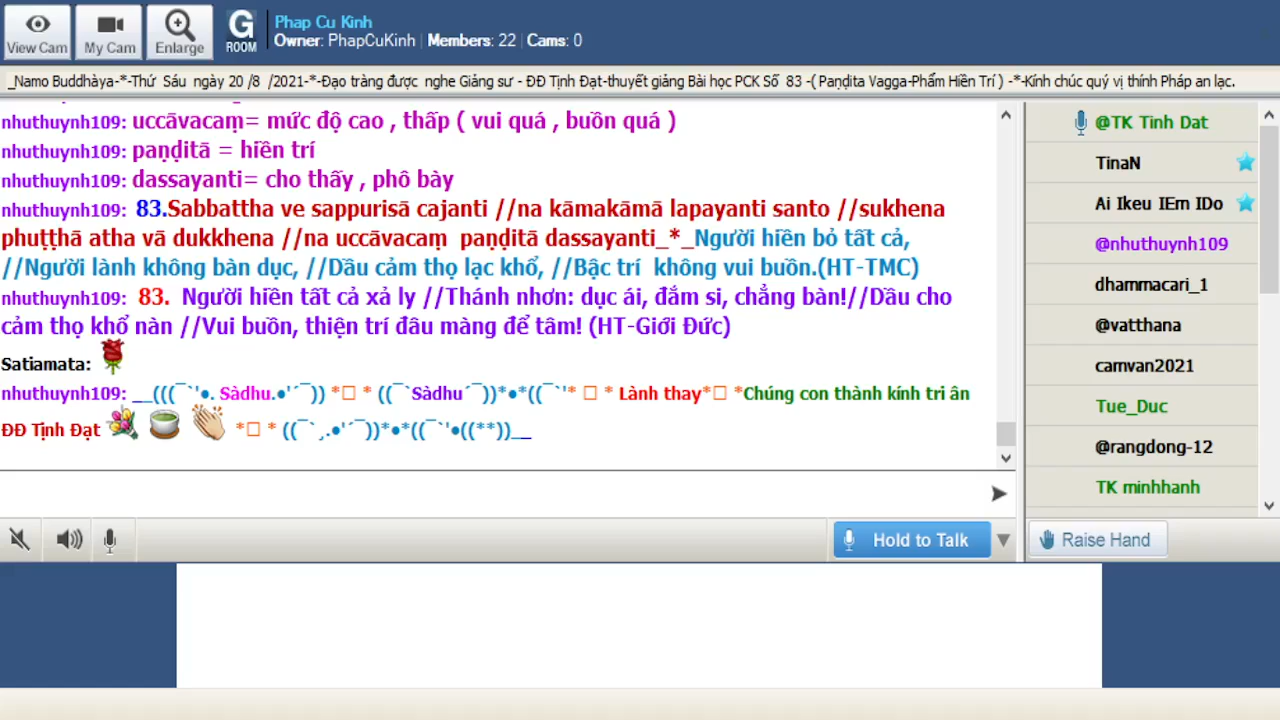 View Cam
My Cam
Enlarge
G
ROOM
Phap Cu Kinh
Owner: PhapCuKinh | Members: 22 | Cams: 0
_Namo Buddhàya-*-Thứ Sáu ngày 20 /8 /2021-*-Đạo tràng được nghe Giảng sư - ĐĐ Tịnh Đạt-thuyết giảng Bài học PCK Số 83 -( Paṇḍita Vagga-Phẩm Hiền Trí ) -*-Kính chúc quý vị thính Pháp an lạc.
nhuthuynh109: uccāvacaṃ= mức độ cao , thấp ( vui quá , buồn quá )
nhuthuynh109: paṇḍitā = hiền trí
nhuthuynh109: dassayanti= cho thấy , phô bày
nhuthuynh109: 83.Sabbattha ve sappurisā cajanti //na kāmakāmā lapayanti santo //sukhena
phuṭṭhā atha vā dukkhena //na uccāvacaṃ paṇḍitā dassayanti_*_Người hiền bỏ tất cả,
//Người lành không bàn dục, //Dầu cảm thọ lạc khổ, //Bậc trí không vui buồn.(HT-TMC)
nhuthuynh109: 83. Người hiền tất cả xả ly //Thánh nhơn: dục ái, đắm si, chẳng bàn!//Dầu cho
cảm thọ khổ nàn //Vui buồn, thiện trí đâu màng để tâm! (HT-Giới Đức)
Satiamata:
nhuthuynh109: __(((¯`'•. Sàdhu.•'´¯)) *□ * ((¯`Sàdhu´¯))*•*((¯`'* □ * Lành thay*□ *Chúng con thành kính tri ân
ĐĐ Tịnh Đạt *□ * ((¯`¸.•'´¯))*•*((¯`'•((**))__
@TK Tinh Dat
TinaN
Ai Ikeu IEm IDo
@nhuthuynh109
dhammacari_1
@vatthana
camvan2021
Tue_Duc
@rangdong-12
TK minhhanh
Hold to Talk
Raise Hand